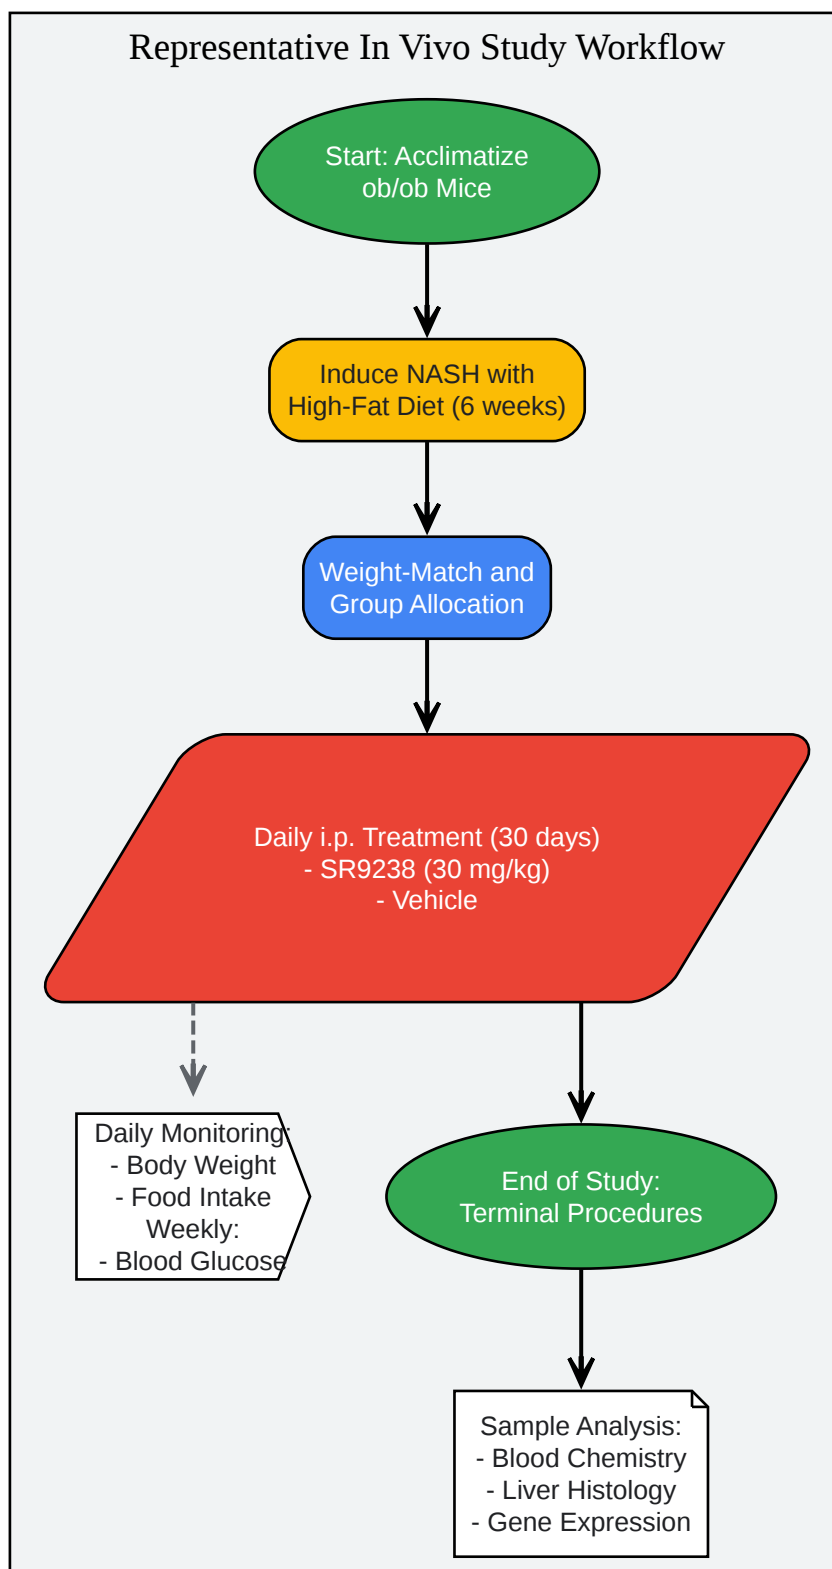 Representative In Vivo Study Workflow
Start: Acclimatize
ob/ob Mice
Induce NASH with
High-Fat Diet (6 weeks)
Weight-Match and
Group Allocation
Daily i.p. Treatment (30 days)
- SR9238 (30 mg/kg)
- Vehicle
Daily Monitoring:
- Body Weight
- Food Intake
Weekly:
- Blood Glucose
End of Study:
Terminal Procedures
Sample Analysis:
- Blood Chemistry
- Liver Histology
- Gene Expression